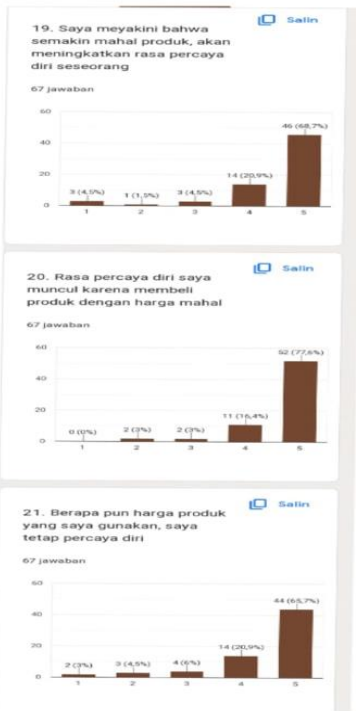 19. Saya meyakini bahwa
semakin mahal produk, akan
meningkatkan rasa percaya
diri seseorang
Salin
67 jawaban
60
40
20
0
3 (4,5%)
1 (1,5%)
3 (4,5%)
14 (20,9%)
46 (68,7%)
1 2 3 4 5
20. Rasa percaya diri saya
muncul karena membeli
produk dengan harga mahal
Salin
67 jawaban
60
40
20
0
0 (0%)
2 (3%)
2 (3%)
11 (16,4%)
52 (77,6%)
1 2 3 4 5
21. Berapa pun harga produk
yang saya gunakan, saya
tetap percaya diri
Salin
67 jawaban
60
40
20
0
2 (3%)
3 (4,5%)
4 (6%)
14 (20,9%)
44 (65,7%)
1 2 3 4 5